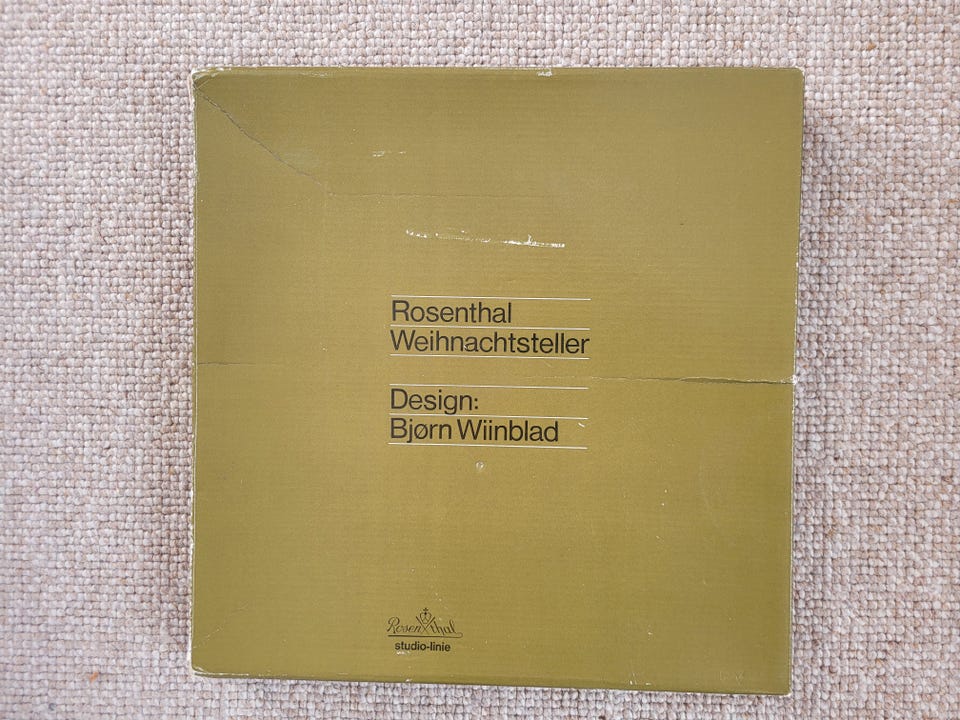 Rosenthal
Weihnachtsteller
Design:
Bjørn Wiinblad
Rosenthal
studio-linie